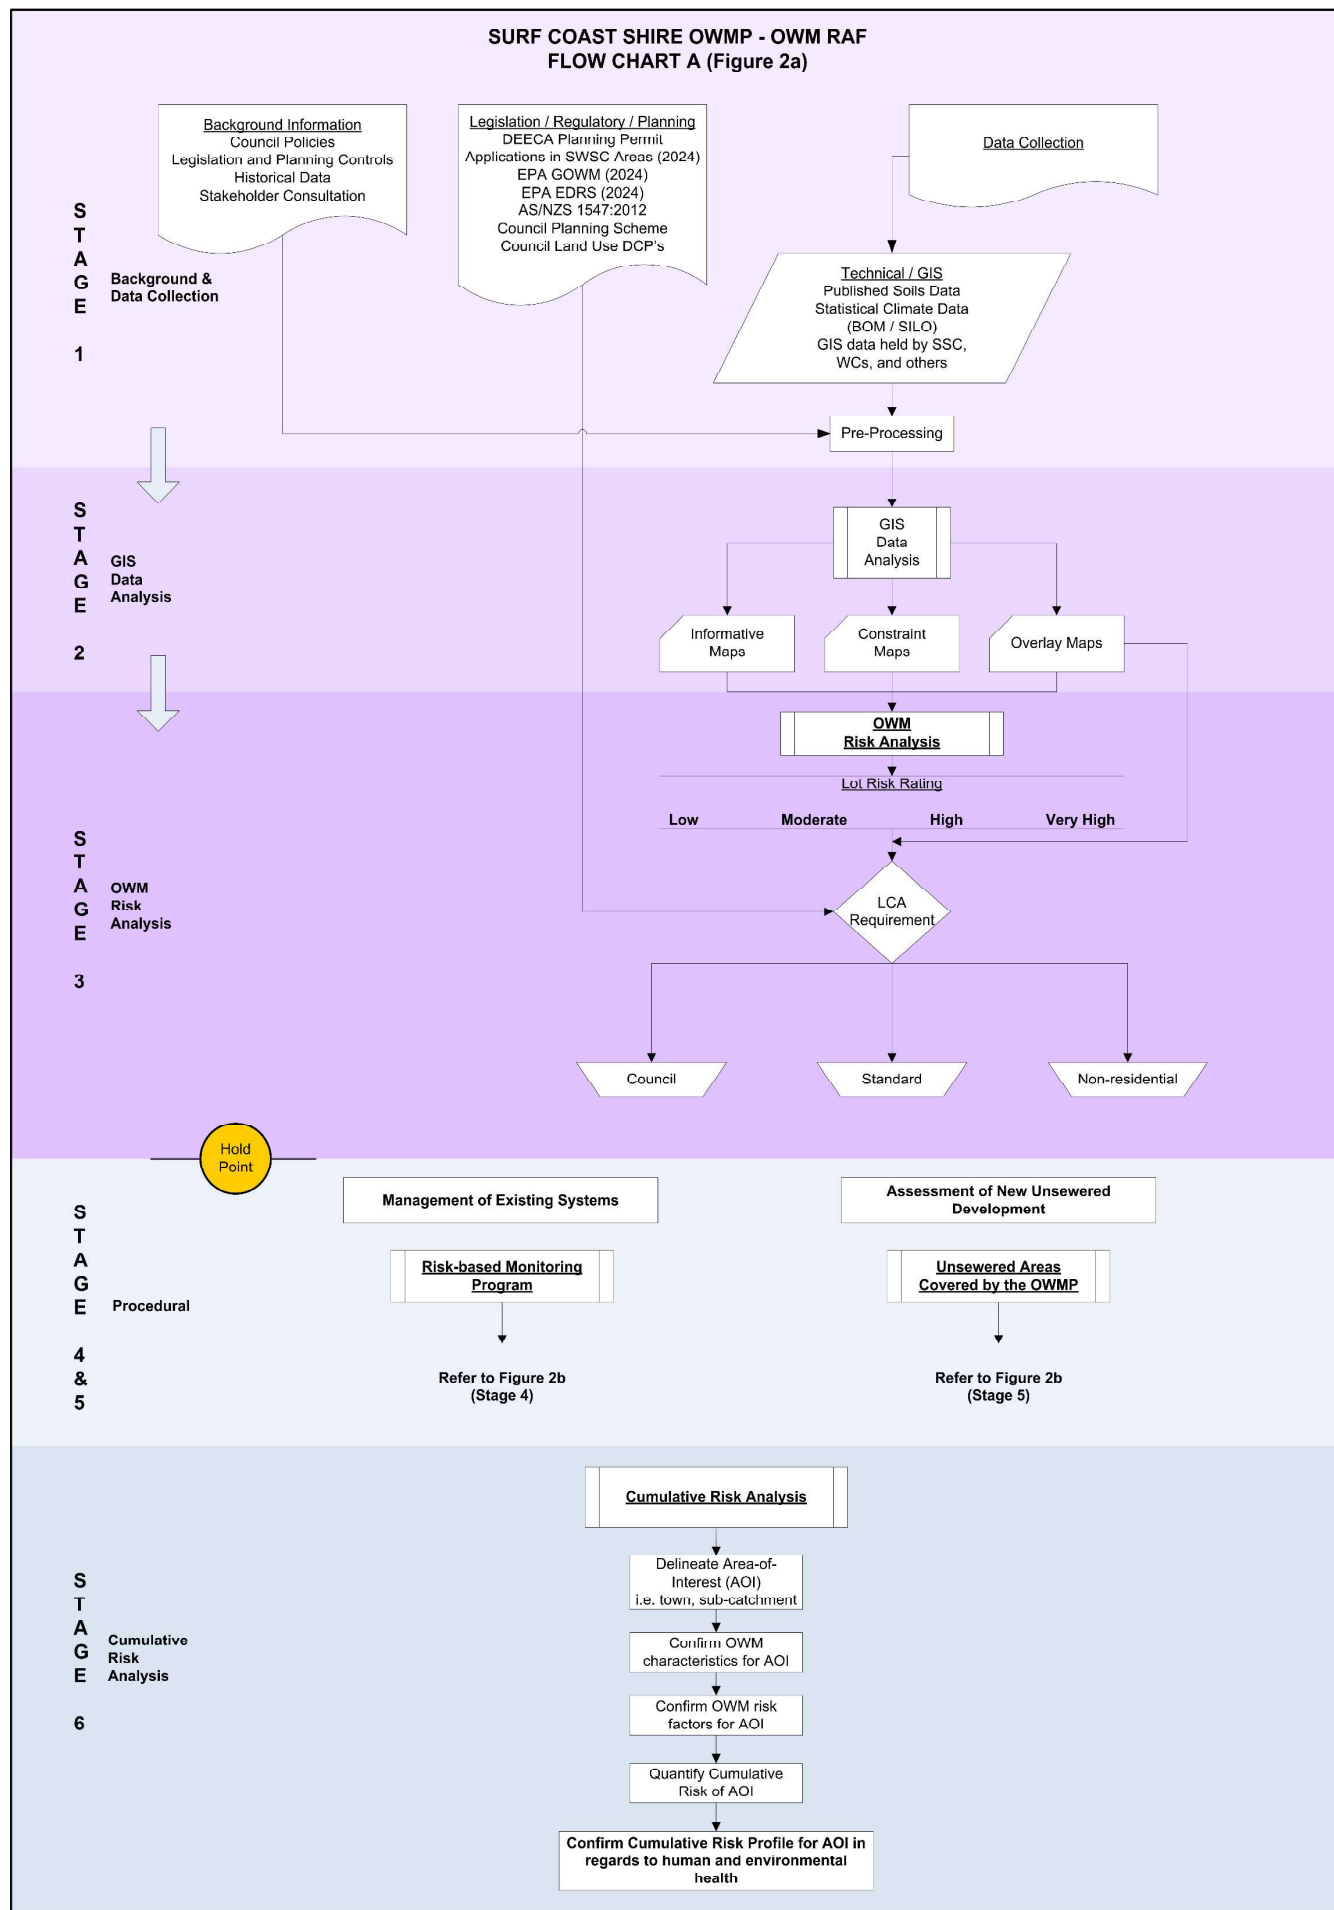 SURF COAST SHIRE OWMP - OWM RAF
FLOW CHART A (Figure 2a)
STAGE 1
Background &
Data Collection
Background Information
Council Policies
Legislation and Planning Controls
Historical Data
Stakeholder Consultation
Legislation / Regulatory / Planning
DEECA Planning Permit
Applications in SWSC Areas (2024)
EPA GOWM (2024)
EPA EDRS (2024)
AS/NZS 1547:2012
Council Planning Scheme
Council Land Use DCP's
Data Collection
Technical / GIS
Published Soils Data
Statistical Climate Data
(BOM / SILO)
GIS data held by SSC,
WCs, and others
Pre-Processing
STAGE 2
GIS
Data
Analysis
GIS
Data
Analysis
Informative
Maps
Constraint
Maps
Overlay Maps
STAGE 3
OWM
Risk
Analysis
OWM
Risk Analysis
Lot Risk Rating
Low Moderate High Very High
LCA
Requirement
Council
Standard
Non-residential
Hold
Point
STAGE 4 & 5
Procedural
Management of Existing Systems
Risk-based Monitoring
Program
Refer to Figure 2b
(Stage 4)
Assessment of New Unsewered
Development
Unsewered Areas
Covered by the OWMP
Refer to Figure 2b
(Stage 5)
STAGE 6
Cumulative
Risk
Analysis
Cumulative Risk Analysis
Delineate Area-of-
Interest (AOI)
i.e. town, sub-catchment
Confirm OWM
characteristics for AOI
Confirm OWM risk
factors for AOI
Quantify Cumulative
Risk of AOI
Confirm Cumulative Risk Profile for AOI in
regards to human and environmental
health